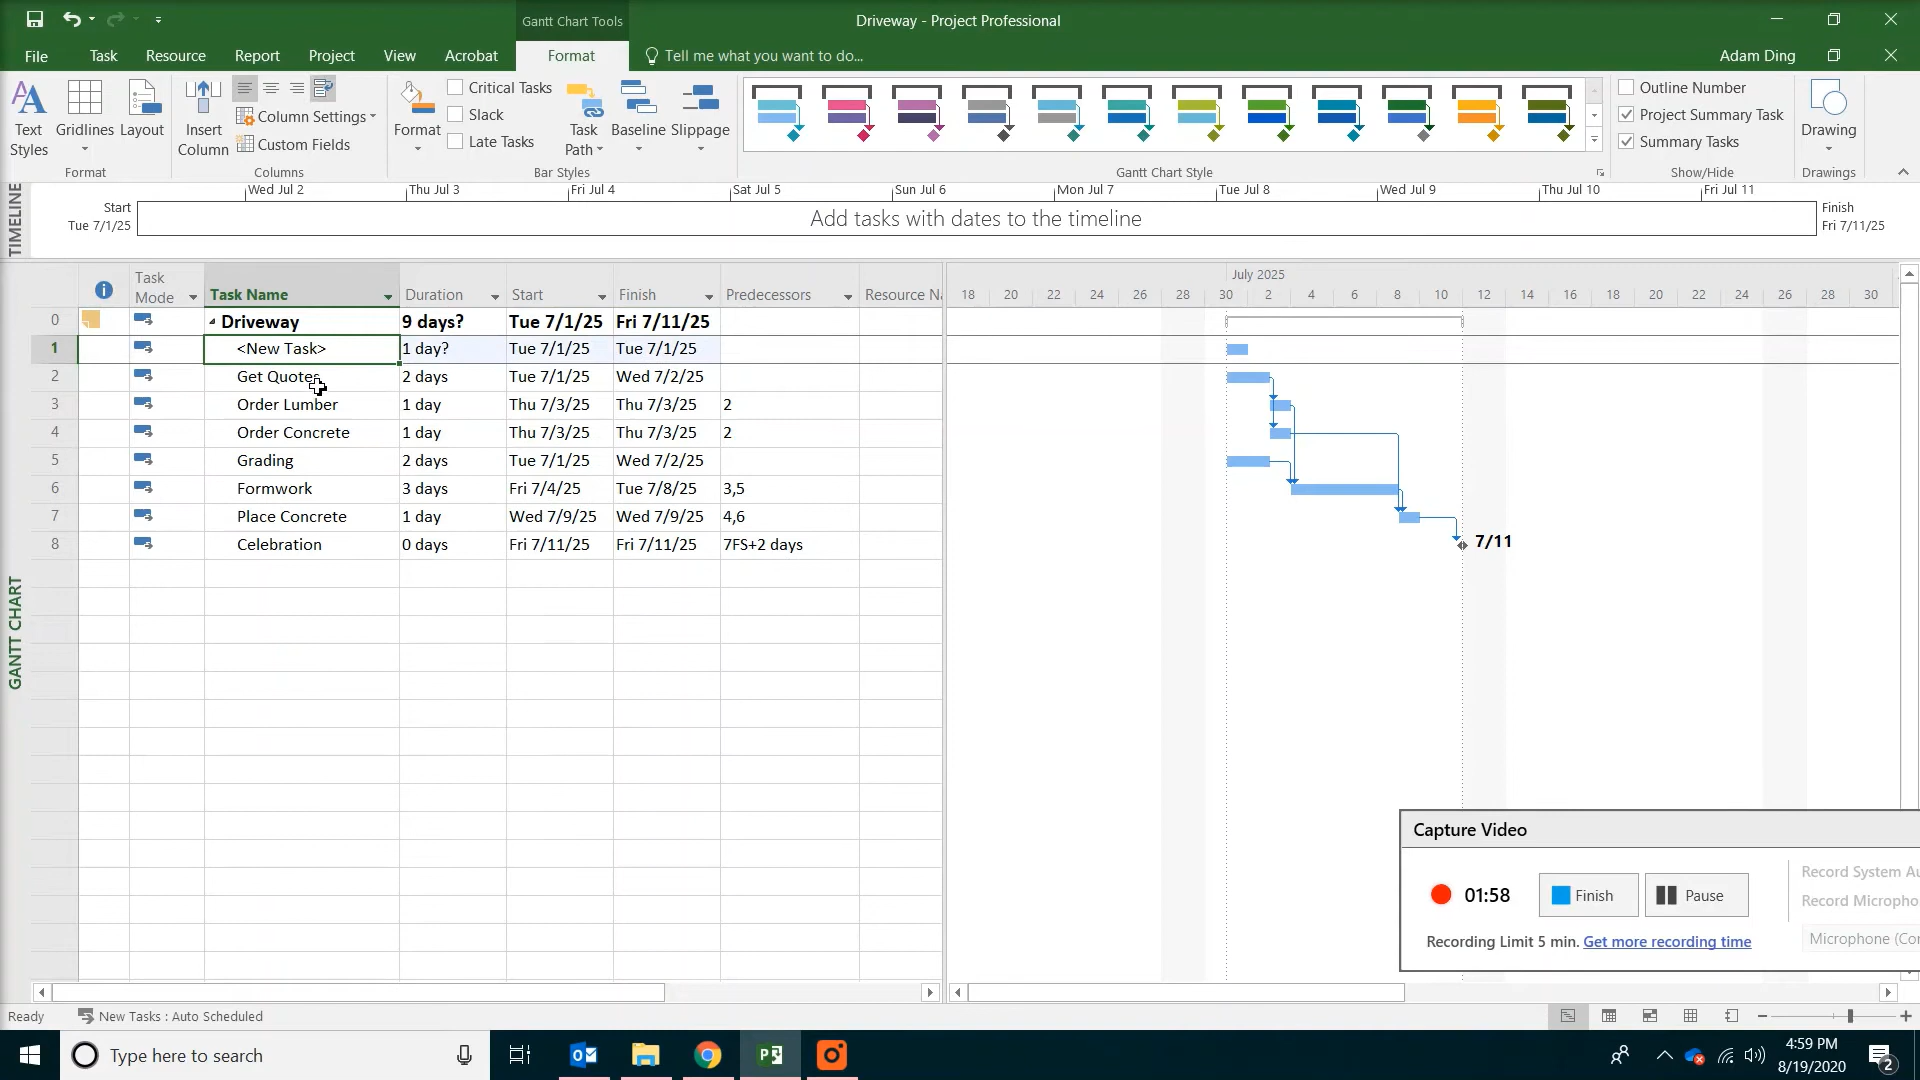 Gantt Chart Tools
Driveway - Project Professional
File Task Resource Report Project View Acrobat Format Tell me what you want to do... Adam Ding
Text Styles
Gridlines
Layout
Format
Insert Column
Column Settings
Custom Fields
Columns
Format
Critical Tasks
Slack
Late Tasks
Task Path
Baseline
Slippage
Bar Styles
Gantt Chart Style
Outline Number
Project Summary Task
Summary Tasks
Show/Hide
Drawing
Drawings
TIMELINE
Wed Jul 2 Thu Jul 3 Fri Jul 4 Sat Jul 5 Sun Jul 6 Mon Jul 7 Tue Jul 8 Wed Jul 9 Thu Jul 10 Fri Jul 11
Start
Tue 7/1/25
Add tasks with dates to the timeline
Finish
Fri 7/11/25
Task Mode Task Name Duration Start Finish Predecessors Resource Na
0 Driveway 9 days? Tue 7/1/25 Fri 7/11/25
1 <New Task> 1 day? Tue 7/1/25 Tue 7/1/25
2 Get Quotes 2 days Tue 7/1/25 Wed 7/2/25
3 Order Lumber 1 day Thu 7/3/25 Thu 7/3/25 2
4 Order Concrete 1 day Thu 7/3/25 Thu 7/3/25 2
5 Grading 2 days Tue 7/1/25 Wed 7/2/25
6 Formwork 3 days Fri 7/4/25 Tue 7/8/25 3,5
7 Place Concrete 1 day Wed 7/9/25 Wed 7/9/25 4,6
8 Celebration 0 days Fri 7/11/25 Fri 7/11/25 7FS+2 days
GANTT CHART
July 2025
18 20 22 24 26 28 30 2 4 6 8 10 12 14 16 18 20 22 24 26 28 30
7/11
Capture Video
01:58 Finish Pause
Record System Au
Record Micropho
Microphone (Cor
Recording Limit 5 min. Get more recording time
Ready New Tasks : Auto Scheduled
Type here to search
4:59 PM
8/19/2020
2